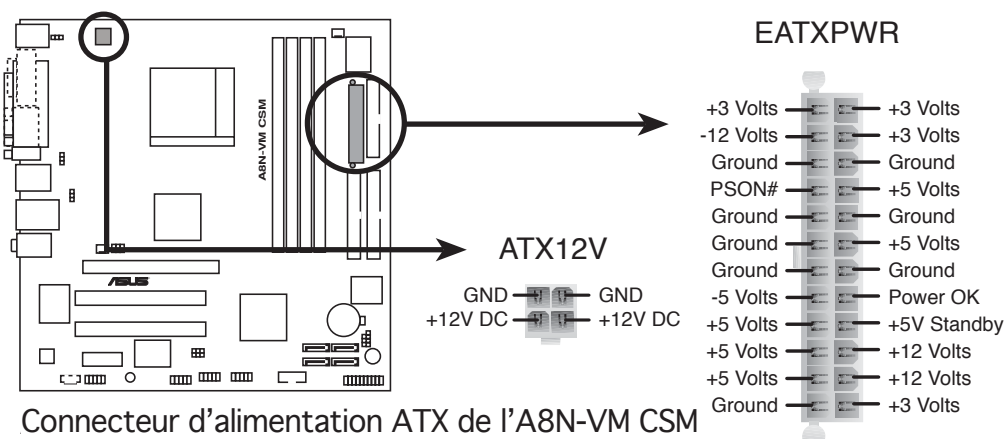 EATXPWR
+3 Volts +3 Volts
-12 Volts +3 Volts
Ground Ground
PSON# +5 Volts
Ground Ground
Ground +5 Volts
Ground Ground
-5 Volts Power OK
+5 Volts +5V Standby
+5 Volts +12 Volts
+5 Volts +12 Volts
Ground +3 Volts
A8N-VM CSM
ATX12V
GND GND
+12V DC +12V DC
ASUS
Connecteur d'alimentation ATX de l'A8N-VM CSM